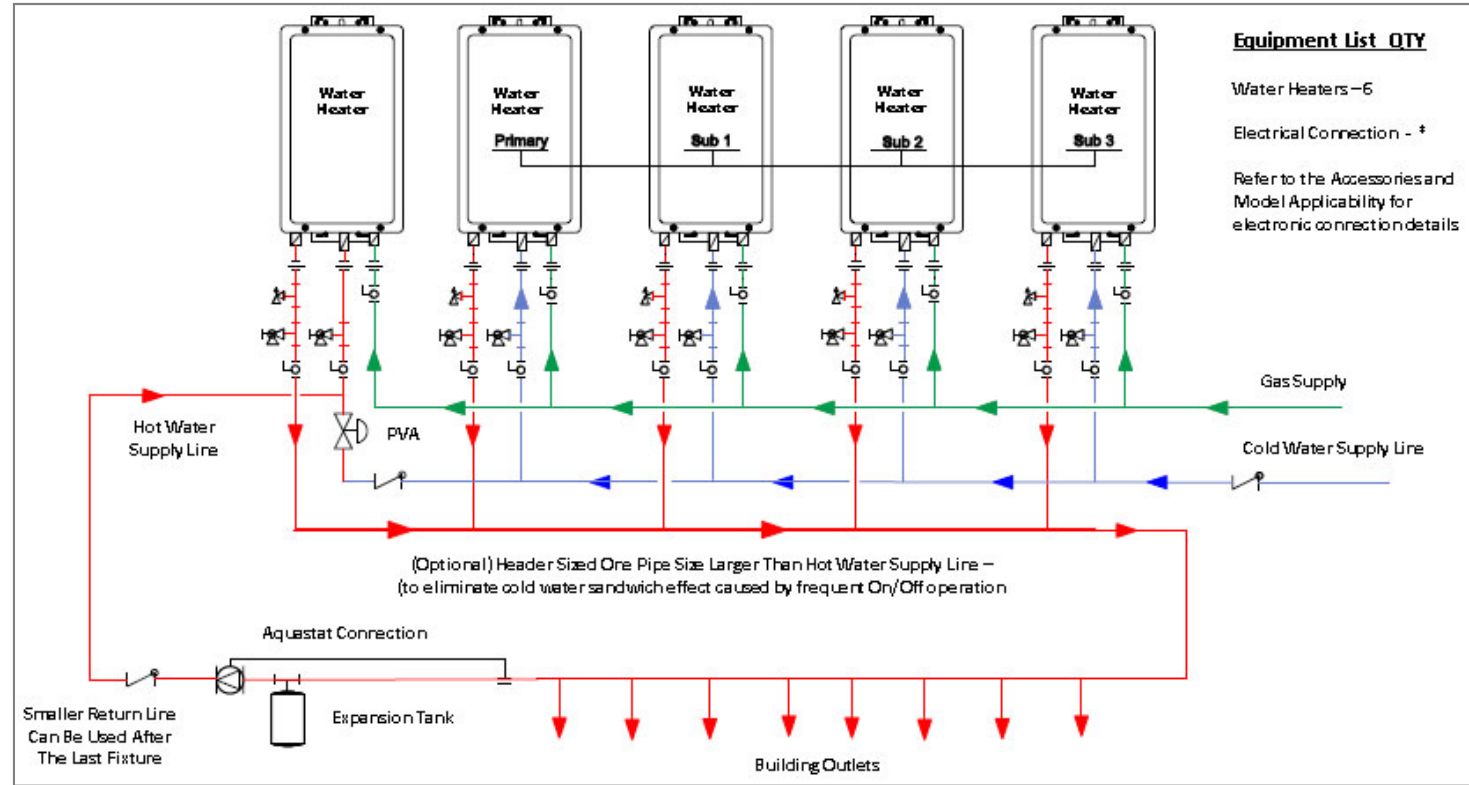 Equipment List QTY
Water Heaters – 6
Electrical Connection - *
Refer to the Accessories and
Model Applicability for
electronic connection details
Water
Heater
Water
Heater
Primary
Water
Heater
Sub 1
Water
Heater
Sub 2
Water
Heater
Sub 3
Gas Supply
Hot Water
Supply Line
PVA
Cold Water Supply Line
(Optional) Header Sized One Pipe Size Larger Than Hot Water Supply Line –
(to eliminate cold water sandwich effect caused by frequent On/Off operation
Aquastat Connection
Smaller Return Line
Can Be Used After
The Last Fixture
Expansion Tank
Building Outlets